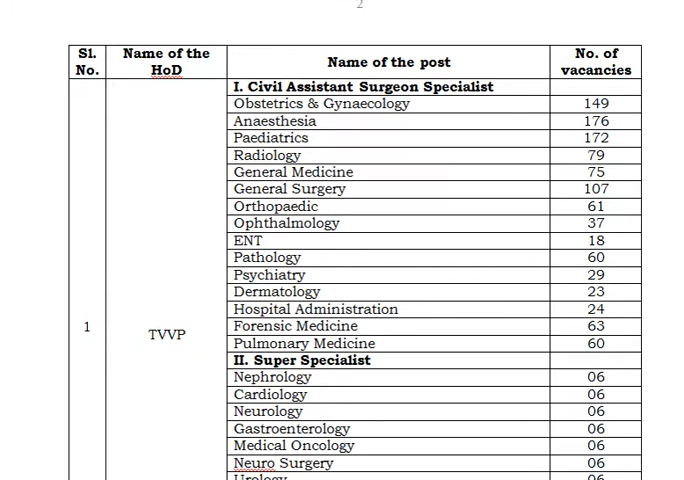 2
Sl. No. Name of the HoD Name of the post No. of vacancies
I. Civil Assistant Surgeon Specialist
Obstetrics & Gynaecology 149
Anaesthesia 176
Paediatrics 172
Radiology 79
General Medicine 75
General Surgery 107
Orthopaedic 61
Ophthalmology 37
ENT 18
Pathology 60
Psychiatry 29
Dermatology 23
Hospital Administration 24
1 TVVP Forensic Medicine 63
Pulmonary Medicine 60
II. Super Specialist
Nephrology 06
Cardiology 06
Neurology 06
Gastroenterology 06
Medical Oncology 06
Neuro Surgery 06
Urology 06